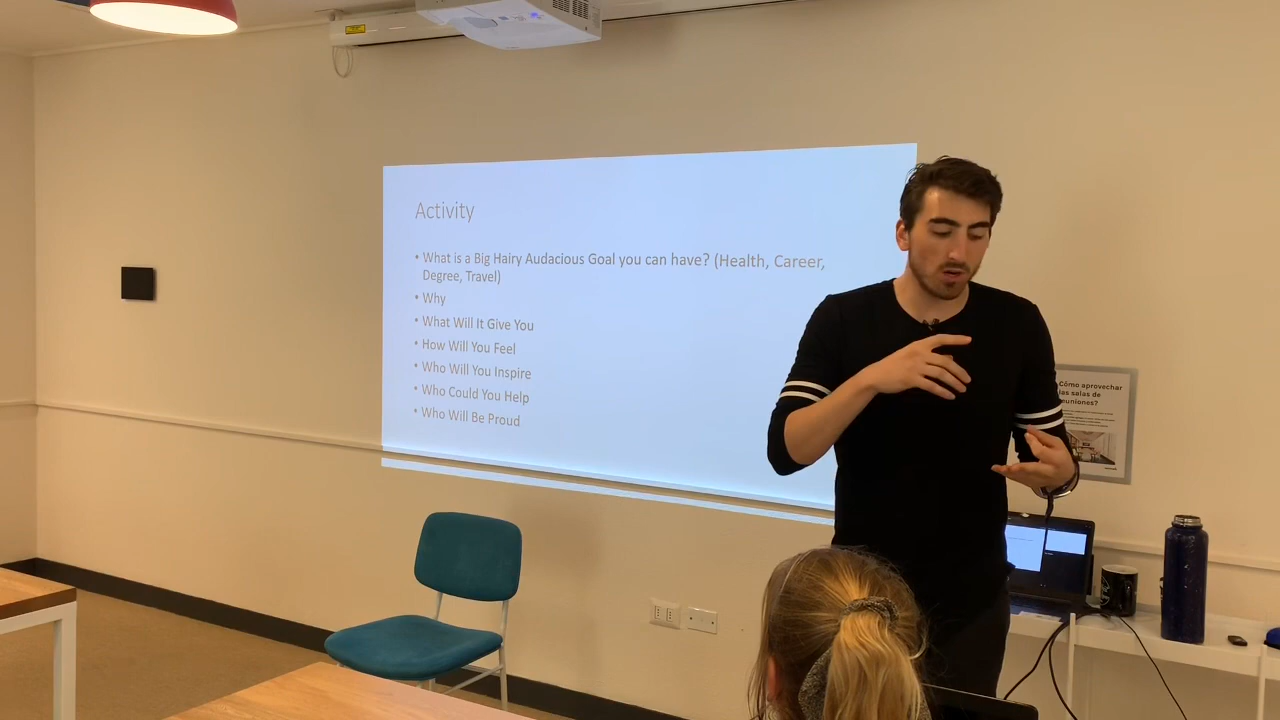 Activity
• What is a Big Hairy Audacious Goal you can have? (Health, Career,
Degree, Travel)
• Why
• What Will It Give You
• How Will You Feel
• Who Will You Inspire
• Who Could You Help
• Who Will Be Proud
Cómo aprovechar
las salas de
reuniones?